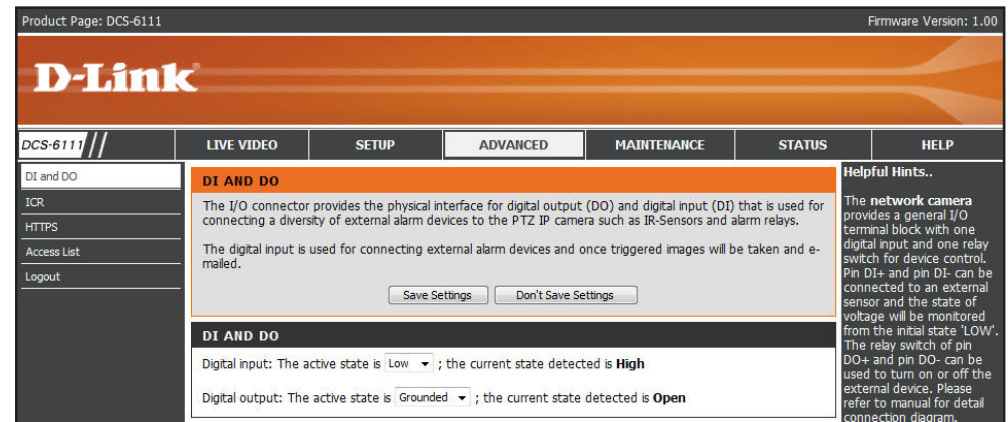 Product Page: DCS-6111
Firmware Version: 1.00
D-Link®
DCS-6111
LIVE VIDEO
SETUP
ADVANCED
MAINTENANCE
STATUS
HELP
DI and DO
ICR
HTTPS
Access List
Logout
DI AND DO
The I/O connector provides the physical interface for digital output (DO) and digital input (DI) that is used for
connecting a diversity of external alarm devices to the PTZ IP camera such as IR-Sensors and alarm relays.
The digital input is used for connecting external alarm devices and once triggered images will be taken and e-
mailed.
Save Settings
Don't Save Settings
DI AND DO
Digital input: The active state is Low ; the current state detected is High
Digital output: The active state is Grounded ; the current state detected is Open
Helpful Hints..
The network camera
provides a general I/O
terminal block with one
digital input and one relay
switch for device control.
Pin DI+ and pin DI- can be
connected to an external
sensor and the state of
voltage will be monitored
from the initial state 'LOW'.
The relay switch of pin
DO+ and pin DO- can be
used to turn on or off the
external device. Please
refer to manual for detail
connection diagram.